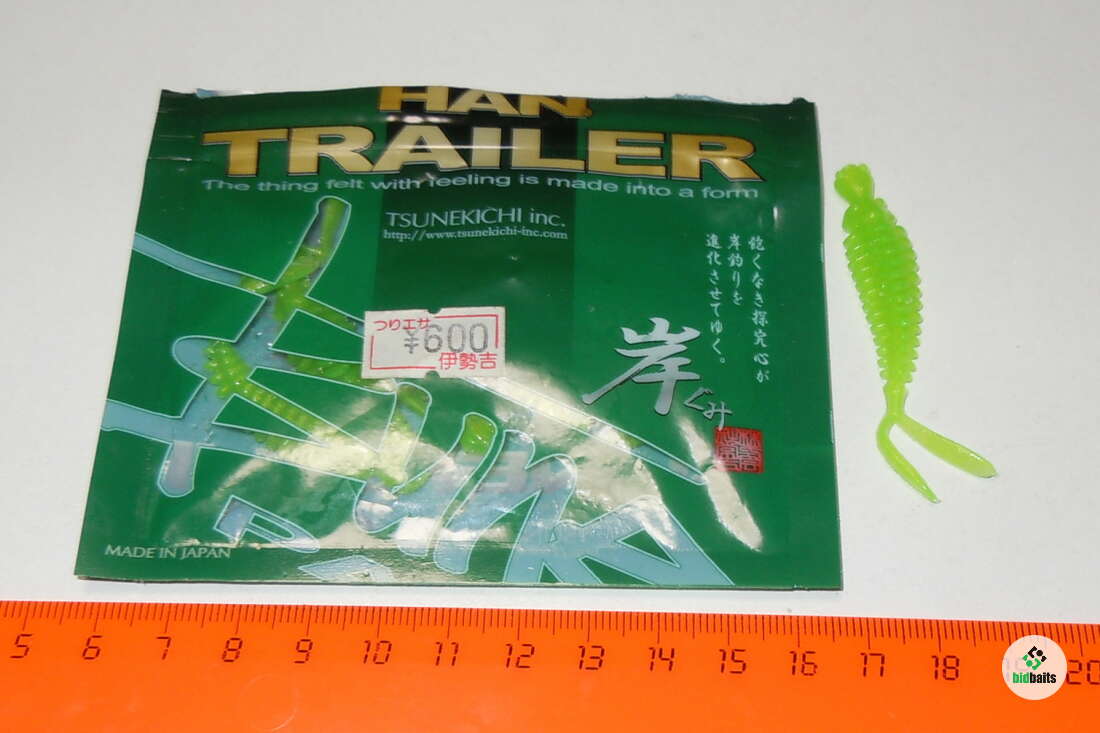 HAN
TRAILER
The thing felt with feeling is made into a form
TSUNEKICHI inc.
http://www.tsunekichi-inc.com
飽くなき探究心が
岸釣りを
進化させてゆく。
つりエサ
¥600
伊勢吉
岸ぐみ
MADE IN JAPAN
5 6 7 8 9 10 11 12 13 14 15 16 17 18 20
bidbaits